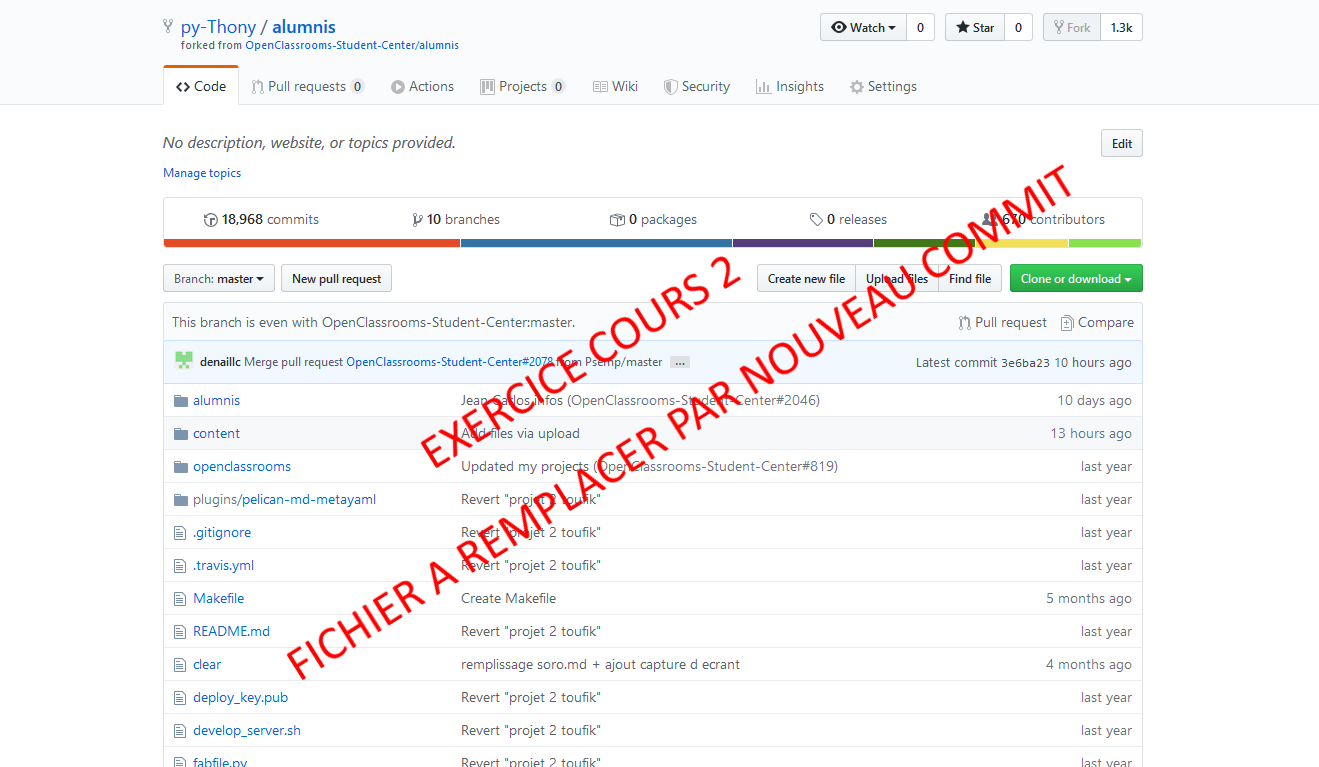 py-Thony / alumnis
Watch 0 Star 0 Fork 1.3k
forked from OpenClassrooms-Student-Center/alumnis
Code Pull requests 0 Actions Projects 0 Wiki Security Insights Settings
No description, website, or topics provided.
Edit
Manage topics
18,968 commits 10 branches 0 packages 0 releases 670 contributors
Branch: master New pull request Create new file Upload files Find file Clone or download
This branch is even with OpenClassrooms-Student-Center:master. Pull request Compare
denaillc Merge pull request OpenClassrooms-Student-Center#2078 from Psemp/master ... Latest commit 3e6ba23 10 hours ago
alumnis Jean Carlos infos (OpenClassrooms-Student-Center#2046) 10 days ago
content Add files via upload 13 hours ago
openclassrooms Updated my projects (OpenClassrooms-Student-Center#819) last year
plugins/pelican-md-metayaml Revert "projet 2 toufik" last year
.gitignore Revert "projet 2 toufik" last year
.travis.yml Revert "projet 2 toufik" last year
Makefile Create Makefile 5 months ago
README.md Revert "projet 2 toufik" last year
clear remplissage soro.md + ajout capture d ecrant 4 months ago
deploy_key.pub Revert "projet 2 toufik" last year
develop_server.sh Revert "projet 2 toufik" last year
fabfile.py Revert "projet 2 toufik" last year
EXERCICE COURS 2
FICHIER A REMPLACER PAR NOUVEAU COMMIT